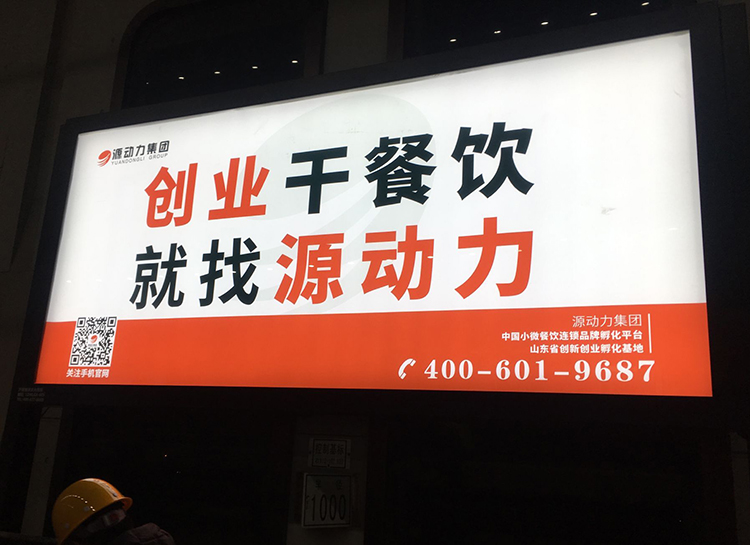 源动力集团
YUANDONGLI GROUP
创业干餐饮
就找源动力
源动力集团
中国小微餐饮连锁品牌孵化平台
山东省创新创业孵化基地
400-601-9687
关注手机官网
1000